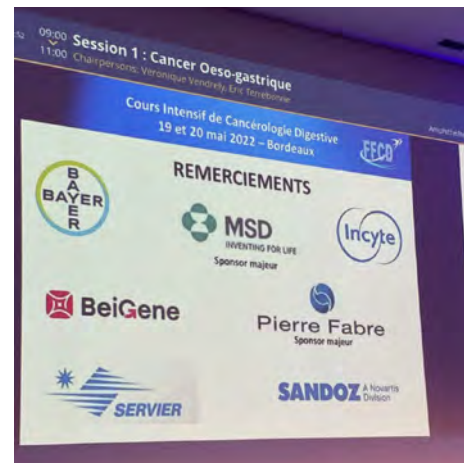 09:00 Session 1 : Cancer Oeso-gastrique
11:00 Chairpersons: Veronique Vendrely, Eric Terrebonne
Cours Intensif de Cancérologie Digestive
19 et 20 mai 2022 – Bordeaux
FFCD
REMERCIEMENTS
BAYER
BAYER
MSD
INVENTING FOR LIFE
Sponsor majeur
Incyte
BeiGene
Pierre Fabre
Sponsor majeur
SERVIER
SANDOZ A Novartis
Division